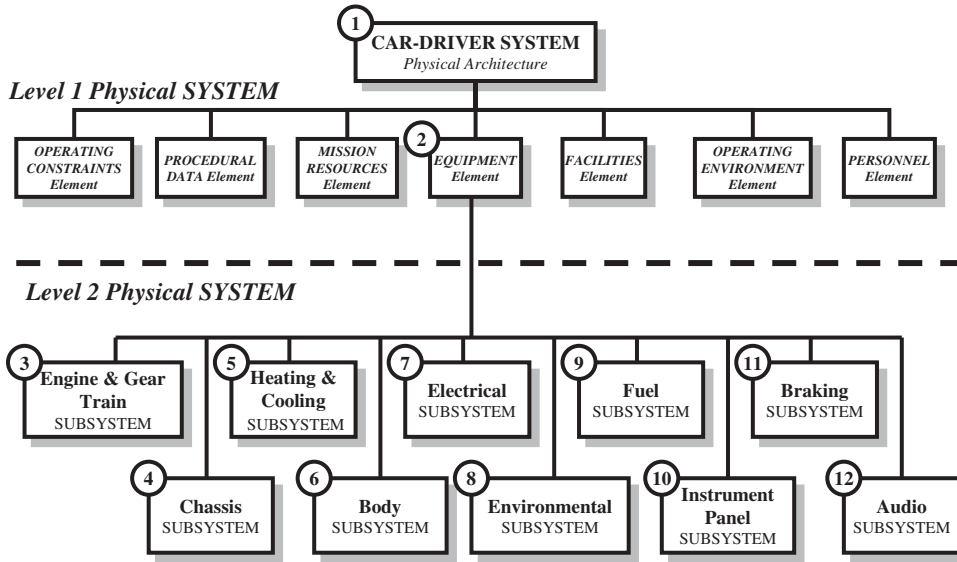 1
CAR-DRIVER SYSTEM
Physical Architecture
Level 1 Physical SYSTEM
OPERATING
CONSTRAINTS
Element
PROCEDURAL
DATA Element
MISSION
RESOURCES
Element
2
EQUIPMENT
Element
FACILITIES
Element
OPERATING
ENVIRONMENT
Element
PERSONNEL
Element
Level 2 Physical SYSTEM
3
Engine & Gear
Train
SUBSYSTEM
5
Heating &
Cooling
SUBSYSTEM
7
Electrical
SUBSYSTEM
9
Fuel
SUBSYSTEM
11
Braking
SUBSYSTEM
4
Chassis
SUBSYSTEM
6
Body
SUBSYSTEM
8
Environmental
SUBSYSTEM
10
Instrument
Panel
SUBSYSTEM
12
Audio
SUBSYSTEM